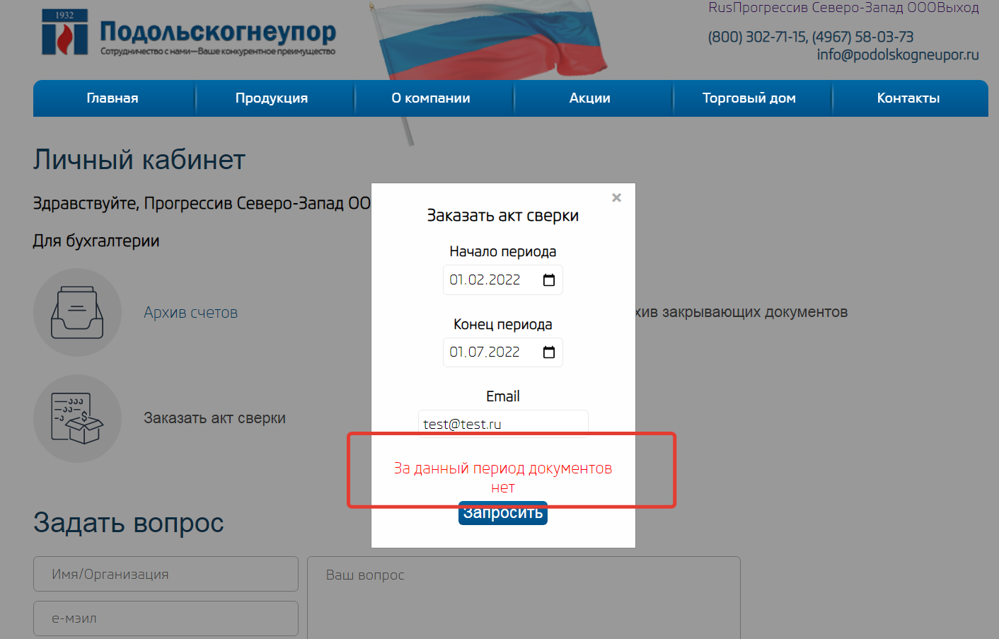 1932
Подольскогнеупор
Сотрудничество с нами—Ваше конкурентное преимущество
RusПрогрессив Северо-Запад ОООВыход
(800) 302-71-15, (4967) 58-03-73
info@podolskogneupor.ru
Главная
Продукция
О компании
Акции
Торговый дом
Контакты
Личный кабинет
Здравствуйте, Прогрессив Северо-Запад ОО
Для бухгалтерии
Архив счетов
хив закрывающих документов
Заказать акт сверки
×
Заказать акт сверки
Начало периода
01.02.2022
Конец периода
01.07.2022
Email
test@test.ru
За данный период документов
нет
Запросить
Задать вопрос
Имя/Организация
е-мэил
Ваш вопрос